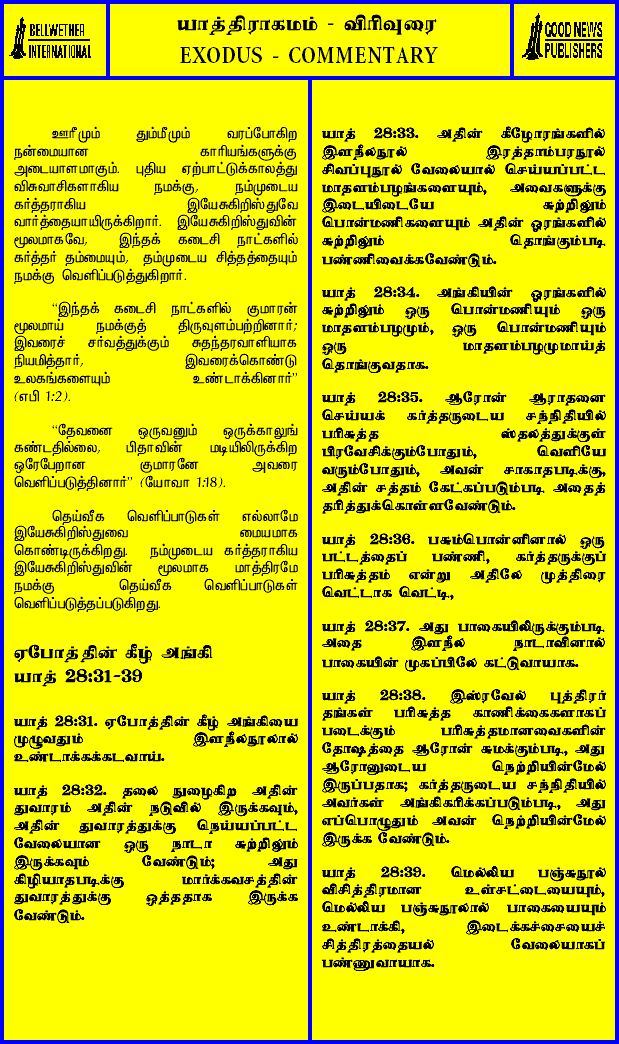 BELLWETHER
INTERNATIONAL
யாத்திராகமம் - விரிவுரை
EXODUS - COMMENTARY
GOOD NEWS
PUBLISHERS
ஊரீமும் தும்மீமும் வரப்போகிற
நன்மையான காரியங்களுக்கு
அடையாளமாகும். புதிய ஏற்பாட்டுக்காலத்து
விசுவாசிகளாகிய நமக்கு, நம்முடைய
கர்த்தராகிய இயேசுகிறிஸ்துவே
வார்த்தையாயிருக்கிறார். இயேசுகிறிஸ்துவின்
மூலமாகவே, இந்தக் கடைசி நாட்களில்
கர்த்தர் தம்மையும், தம்முடைய சித்தத்தையும்
நமக்கு வெளிப்படுத்துகிறார்.
“இந்தக் கடைசி நாட்களில் குமாரன்
மூலமாய் நமக்குத் திருவுளம்பற்றினார்;
இவரைச் சர்வத்துக்கும் சுதந்தரவாளியாக
நியமித்தார், இவரைக்கொண்டு
உலகங்களையும் உண்டாக்கினார்”
(எபி 1:2).
“தேவனை ஒருவனும் ஒருக்காலுங்
கண்டதில்லை, பிதாவின் மடியிலிருக்கிற
ஒரேபேறான குமாரனே அவரை
வெளிப்படுத்தினார்” (யோவா 1:18).
தெய்வீக வெளிப்பாடுகள் எல்லாமே
இயேசுகிறிஸ்துவை மையமாக
கொண்டிருக்கிறது. நம்முடைய கர்த்தராகிய
இயேசுகிறிஸ்துவின் மூலமாக மாத்திரமே
நமக்கு தெய்வீக வெளிப்பாடுகள்
வெளிப்படுத்தப்படுகிறது.
ஏபோத்தின் கீழ் அங்கி
யாத் 28:31-39
யாத் 28:31. ஏபோத்தின் கீழ் அங்கியை
முழுவதும் இளநீலநூலால்
உண்டாக்கக்கடவாய்.
யாத் 28:32. தலை நுழைகிற அதின்
துவாரம் அதின் நடுவில் இருக்கவும்,
அதின் துவாரத்துக்கு நெய்யப்பட்ட
வேலையான ஒரு நாடா சுற்றிலும்
இருக்கவும் வேண்டும்; அது
கிழியாதபடிக்கு மார்க்கவசத்தின்
துவாரத்துக்கு ஒத்ததாக இருக்க
வேண்டும்.
யாத் 28:33. அதின் கீழோரங்களில்
இளநீலநூல் இரத்தாம்பரநூல்
சிவப்புநூல் வேலையால் செய்யப்பட்ட
மாதளம்பழங்களையும், அவைகளுக்கு
இடையிடையே சுற்றிலும்
பொன்மணிகளையும் அதின் ஓரங்களில்
சுற்றிலும் தொங்கும்படி
பண்ணிவைக்கவேண்டும்.
யாத் 28:34. அங்கியின் ஓரங்களில்
சுற்றிலும் ஒரு பொன்மணியும் ஒரு
மாதளம்பழமும், ஒரு பொன்மணியும்
ஒரு மாதளம்பழமுமாய்த்
தொங்குவதாக.
யாத் 28:35. ஆரோன் ஆராதனை
செய்யக் கர்த்தருடைய சந்நிதியில்
பரிசுத்த ஸ்தலத்துக்குள்
பிரவேசிக்கும்போதும், வெளியே
வரும்போதும், அவன் சாகாதபடிக்கு,
அதின் சத்தம் கேட்கப்படும்படி அதைத்
தரித்துக்கொள்ளவேண்டும்.
யாத் 28:36. பசும்பொன்னினால் ஒரு
பட்டத்தைப் பண்ணி, கர்த்தருக்குப்
பரிசுத்தம் என்று அதிலே முத்திரை
வெட்டாக வெட்டி,
யாத் 28:37. அது பாகையிலிருக்கும்படி
அதை இளநீல நாடாவினால்
பாகையின் முகப்பிலே கட்டுவாயாக.
யாத் 28:38. இஸ்ரவேல் புத்திரர்
தங்கள் பரிசுத்த காணிக்கைகளாகப்
படைக்கும் பரிசுத்தமானவைகளின்
தோஷத்தை ஆரோன் சுமக்கும்படி, அது
ஆரோனுடைய நெற்றியின்மேல்
இருப்பதாக; கர்த்தருடைய சந்நிதியில்
அவர்கள் அங்கிகரிக்கப்படும்படி, அது
எப்பொழுதும் அவன் நெற்றியின்மேல்
இருக்க வேண்டும்.
யாத் 28:39. மெல்லிய பஞ்சுநூல்
விசித்திரமான உள்சட்டையையும்,
மெல்லிய பஞ்சுநூலால் பாகையையும்
உண்டாக்கி, இடைக்கச்சையைச்
சித்திரத்தையல் வேலையாகப்
பண்ணுவாயாக.